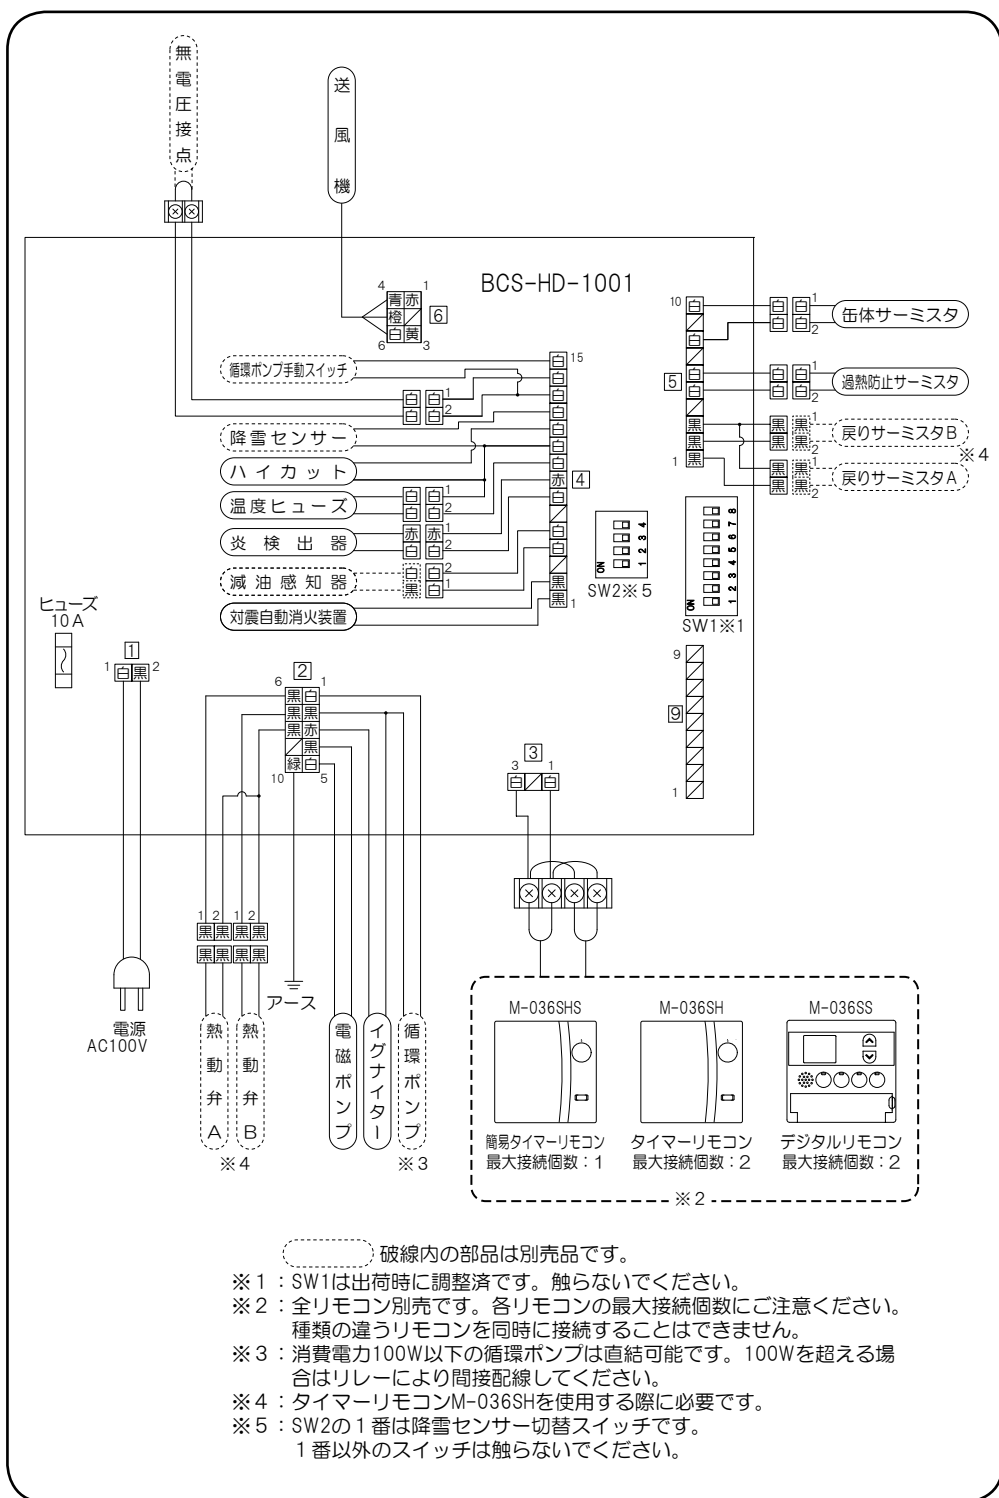 無電圧接点
送風機
BCS-HD-1001
4 青 赤 1
橙
6 白 黄 3
6
循環ポンプ手動スイッチ
白 白 1
白 白 2
降雪センサー
ハイカット
温度ヒューズ
白 白 1
白 白 2
炎検出器
赤 赤 1
白 白 2
減油感知器
白 白 2
黒 白 1
対震自動消火装置
白 15
白
白
白
白
白
白
赤
白
白
白
黒
黒 1
4
10 白
白
白
白
黒
黒
1 黒
5
白 白 1
白 白 2
缶体サーミスタ
白 白 1
白 白 2
過熱防止サーミスタ
黒 黒 1
黒 黒 2
戻りサーミスタB
※4
黒 黒 1
黒 黒 2
戻りサーミスタA
ON
1 2 3 4
SW2※5
ON
1 2 3 4 5 6 7 8
SW1※1
9
9
1
ヒューズ
10A
1
1 白 黒 2
2
6 黒 白 1
黒 黒
黒 赤
黒
10 緑 白 5
3
3 1
白 白
1 2 1 2
黒 黒 黒 黒
黒 黒 黒 黒
電源
AC100V
アース
熱動弁A
熱動弁B
※4
電磁ポンプ
イグナイター
循環ポンプ
※3
M-036SHS
簡易タイマーリモコン
最大接続個数：1
M-036SH
タイマーリモコン
最大接続個数：2
M-036SS
デジタルリモコン
最大接続個数：2
※2
破線内の部品は別売品です。
※1：SW1は出荷時に調整済です。触らないでください。
※2：全リモコン別売です。各リモコンの最大接続個数にご注意ください。
種類の違うリモコンを同時に接続することはできません。
※3：消費電力100W以下の循環ポンプは直結可能です。100Wを超える場
合はリレーにより間接配線してください。
※4：タイマーリモコンM-036SHを使用する際に必要です。
※5：SW2の１番は降雪センサー切替スイッチです。
１番以外のスイッチは触らないでください。